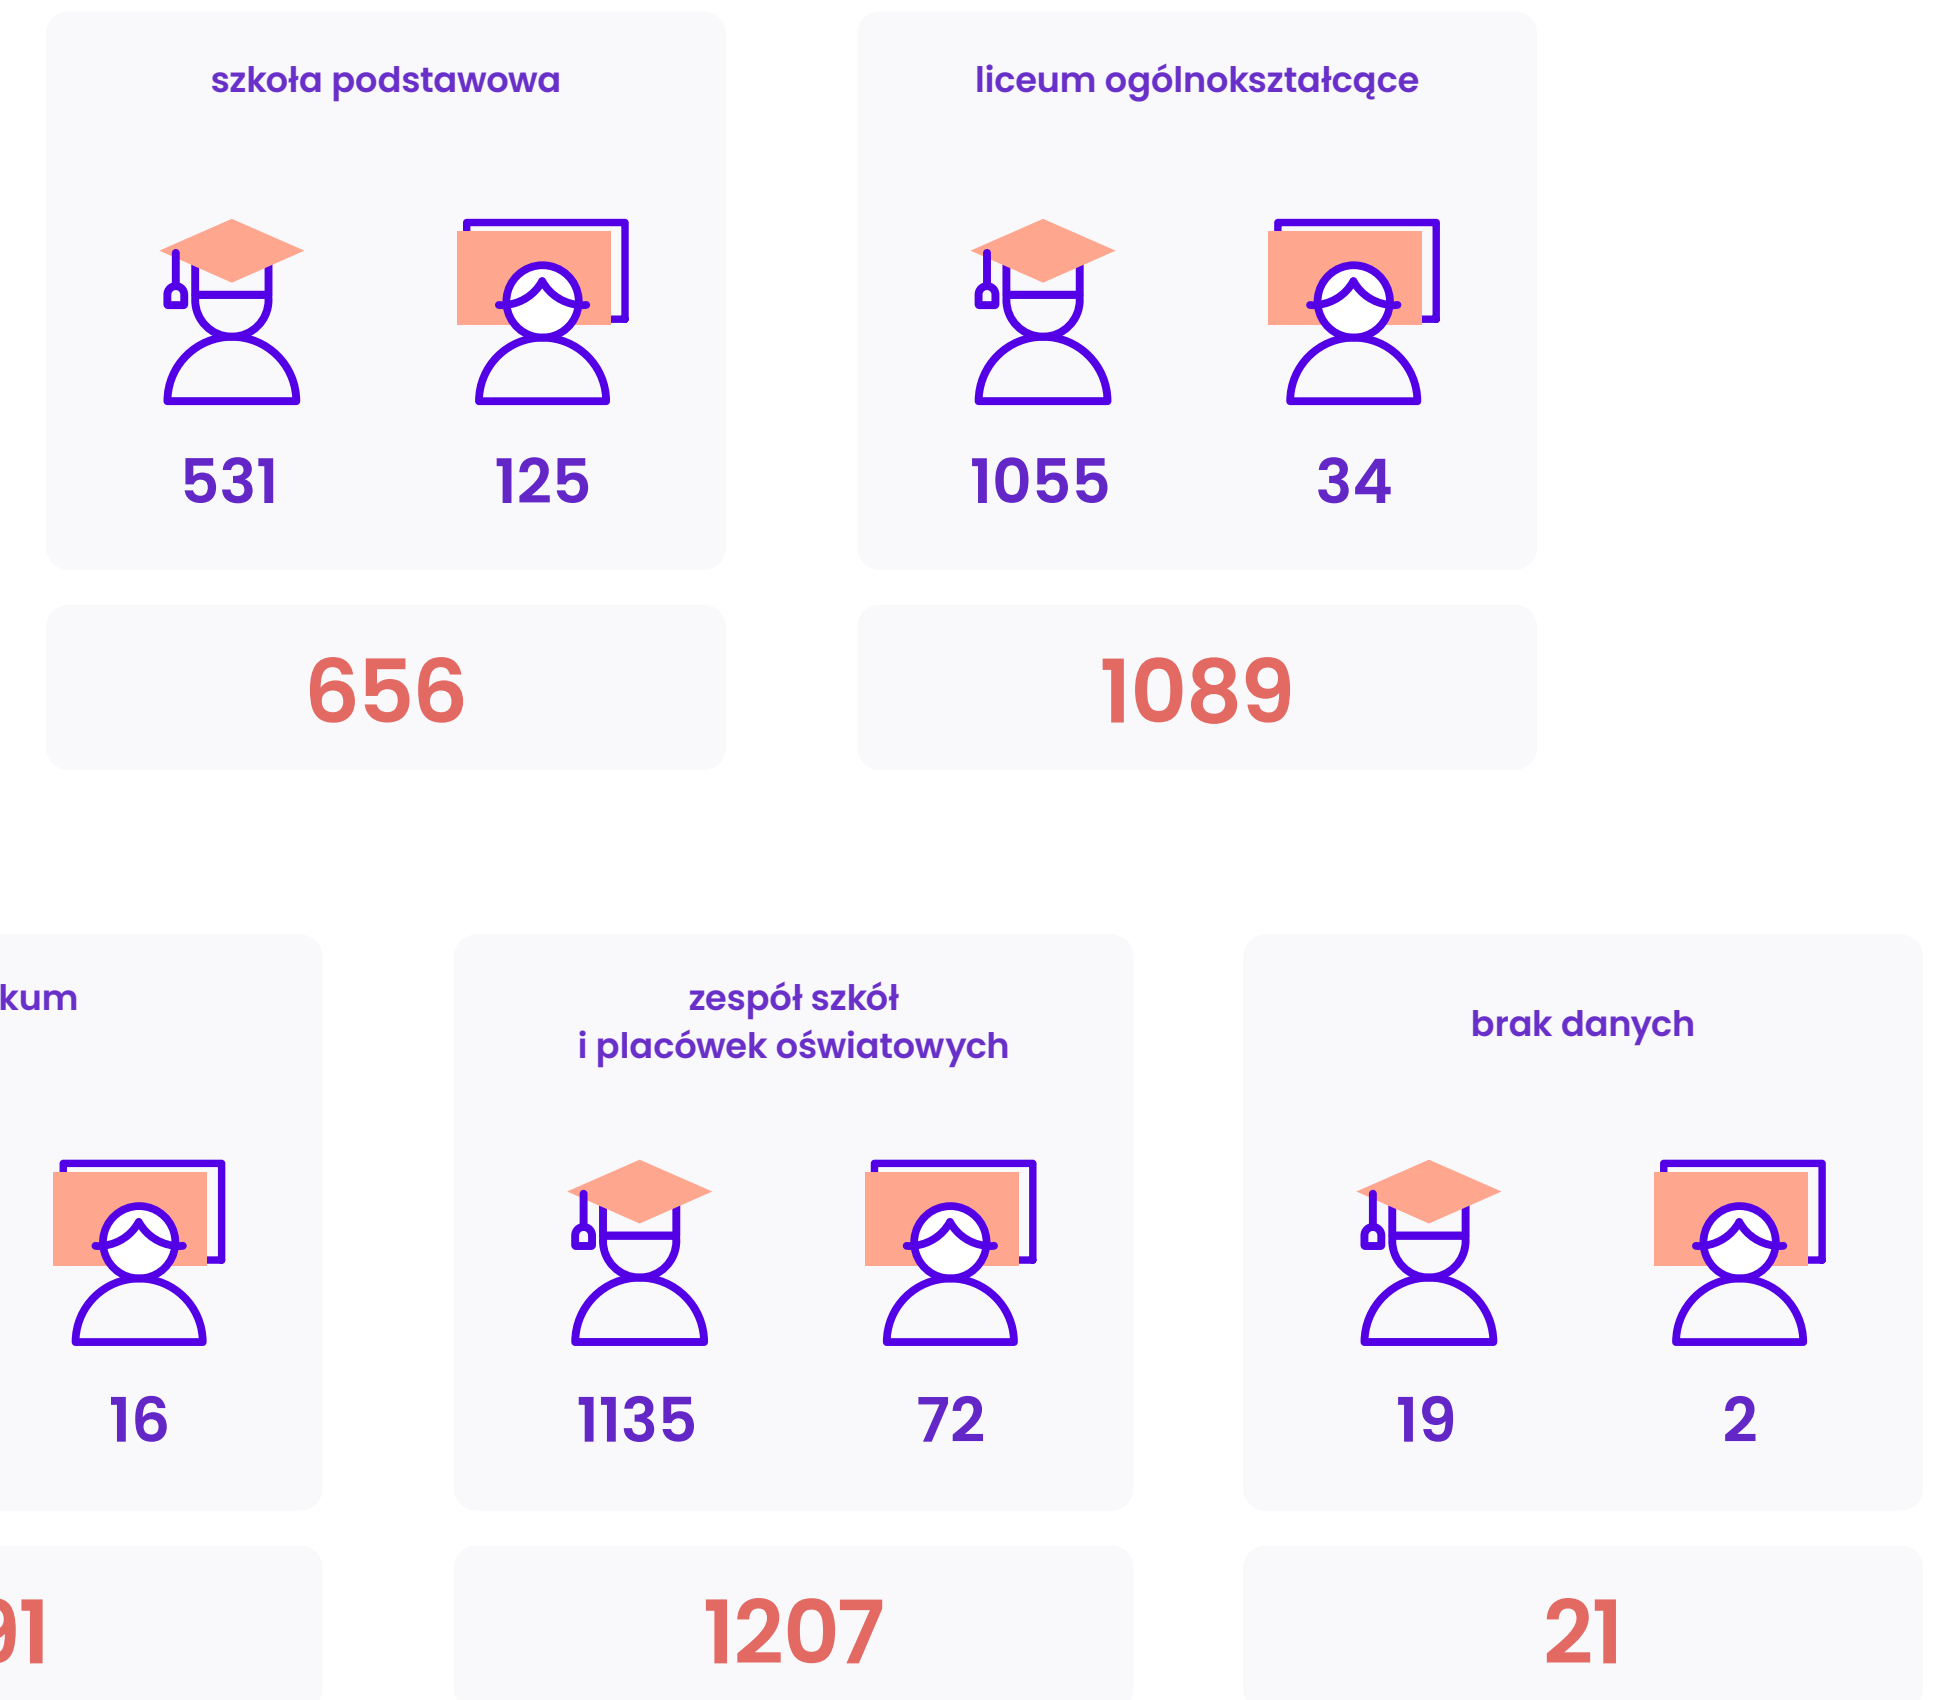 szkoła podstawowa
liceum ogólnokształcące
531 125
1055 34
656
1089
kum
zespół szkół
i placówek oświatowych
brak danych
16
1135 72
19 2
91
1207
21